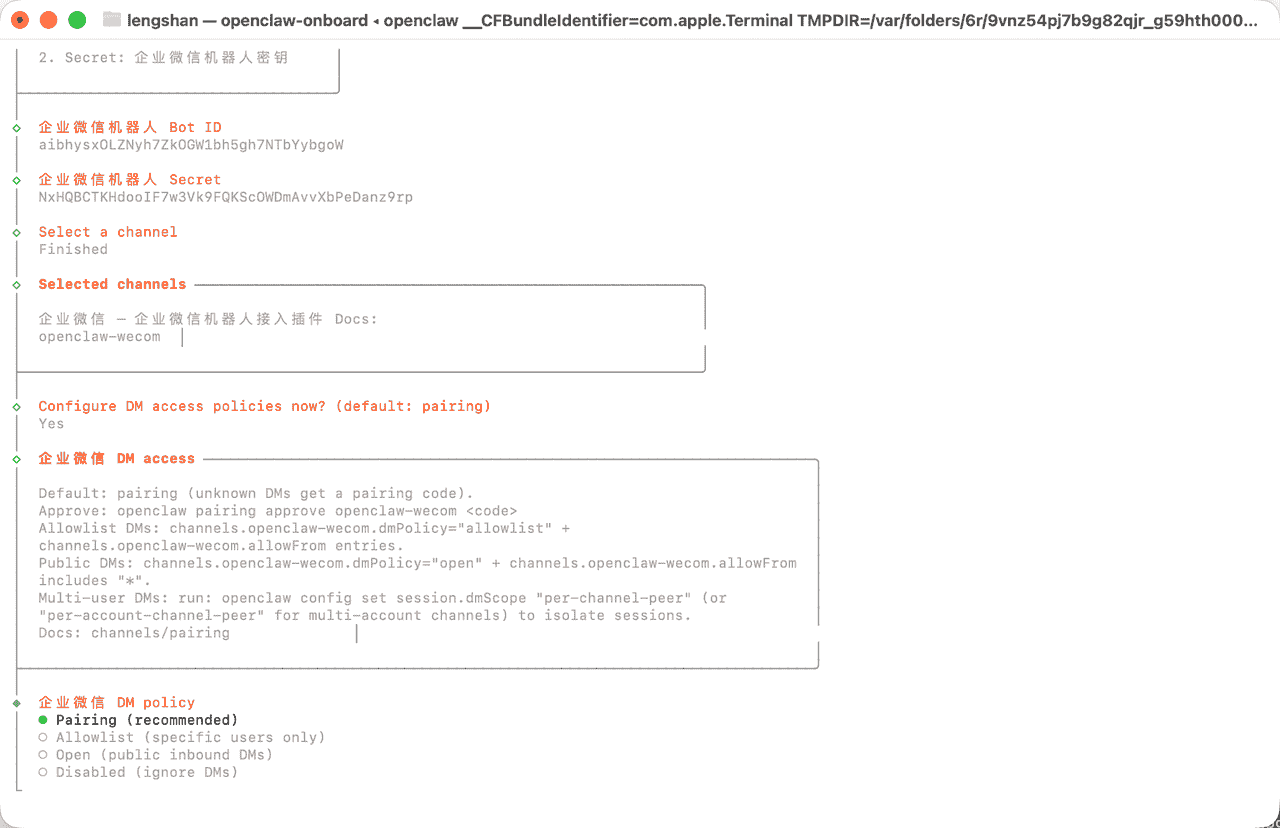 lengshan — openclaw-onboard ◂ openclaw __CFBundleIdentifier=com.apple.Terminal TMPDIR=/var/folders/6r/9vnz54pj7b9g82qjr_g59hth000...
2. Secret: 企业微信机器人密钥
企业微信机器人 Bot ID
aibhysxOLZNyh7ZkOGW1bh5gh7NTbYybgoW
企业微信机器人 Secret
NxHQBCTKHdooIF7w3Vk9FQKScOWDmAvvXbPeDanz9rp
Select a channel
Finished
Selected channels
企业微信 — 企业微信机器人接入插件 Docs:
openclaw-wecom
Configure DM access policies now? (default: pairing)
Yes
企业微信 DM access
Default: pairing (unknown DMs get a pairing code).
Approve: openclaw pairing approve openclaw-wecom <code>
Allowlist DMs: channels.openclaw-wecom.dmPolicy="allowlist" +
channels.openclaw-wecom.allowFrom entries.
Public DMs: channels.openclaw-wecom.dmPolicy="open" + channels.openclaw-wecom.allowFrom
includes "*".
Multi-user DMs: run: openclaw config set session.dmScope "per-channel-peer" (or
"per-account-channel-peer" for multi-account channels) to isolate sessions.
Docs: channels/pairing
企业微信 DM policy
Pairing (recommended)
Allowlist (specific users only)
Open (public inbound DMs)
Disabled (ignore DMs)